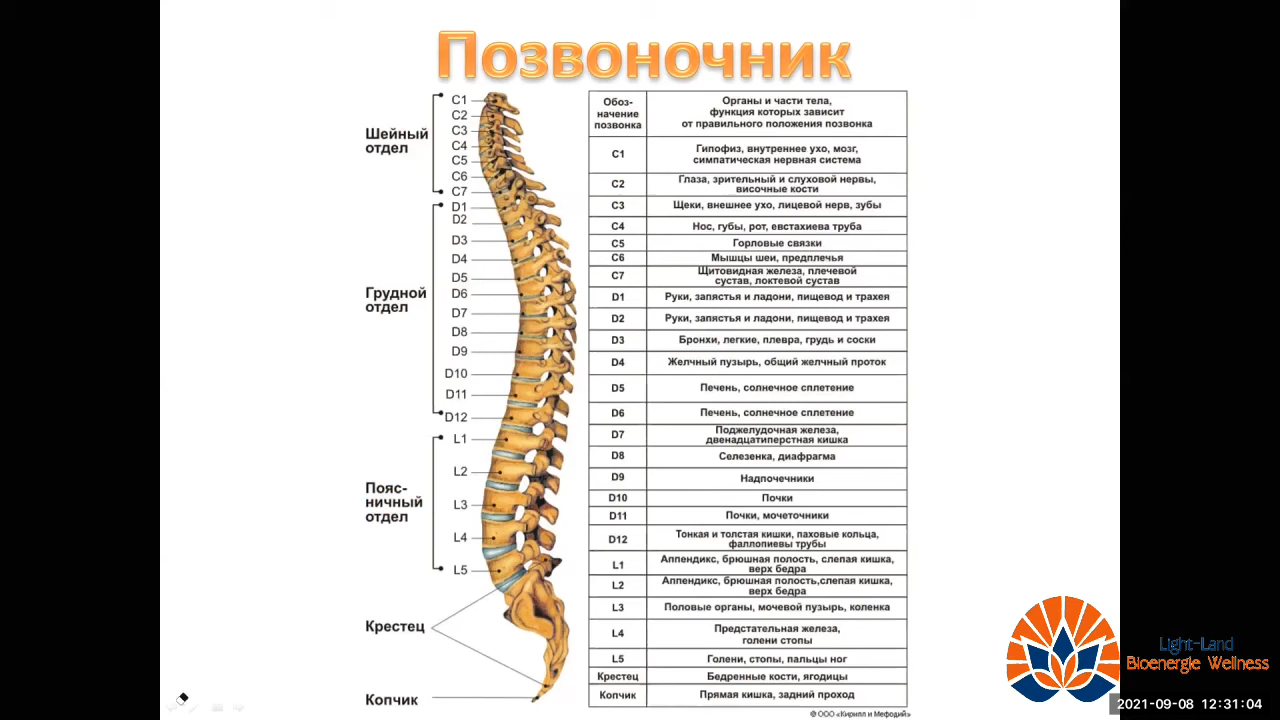 Позвоночник
C1
C2
C3
C4
C5
C6
C7
D1
D2
D3
D4
D5
D6
D7
D8
D9
D10
D11
D12
L1
L2
L3
L4
L5
Шейный
отдел
Грудной
отдел
Пояс-
ничный
отдел
Крестец
Копчик
Обоз-
начение
позвонка
Органы и части тела,
функция которых зависит
от правильного положения позвонка
C1
Гипофиз, внутреннее ухо, мозг,
симпатическая нервная система
C2
Глаза, зрительный и слуховой нервы,
височные кости
C3
Щеки, внешнее ухо, лицевой нерв, зубы
C4
Нос, губы, рот, евстахиева труба
C5
Горловые связки
C6
Мышцы шеи, предплечья
C7
Щитовидная железа, плечевой
сустав, локтевой сустав
D1
Руки, запястья и ладони, пищевод и трахея
D2
Руки, запястья и ладони, пищевод и трахея
D3
Бронхи, легкие, плевра, грудь и соски
D4
Желчный пузырь, общий желчный проток
D5
Печень, солнечное сплетение
D6
Печень, солнечное сплетение
D7
Поджелудочная железа,
двенадцатиперстная кишка
D8
Селезенка, диафрагма
D9
Надпочечники
D10
Почки
D11
Почки, мочеточники
D12
Тонкая и толстая кишки, паховые кольца,
фаллопиевы трубы
L1
Аппендикс, брюшная полость, слепая кишка,
верх бедра
L2
Аппендикс, брюшная полость,слепая кишка,
верх бедра
L3
Половые органы, мочевой пузырь, коленка
L4
Предстательная железа,
голени стопы
L5
Голени, стопы, пальцы ног
Крестец
Бедренные кости, ягодицы
Копчик
Прямая кишка, задний проход
© ООО «Кирилл и Мефодий»
Light-Land
Bioenergie Wellness
2021-09-08 12:31:04